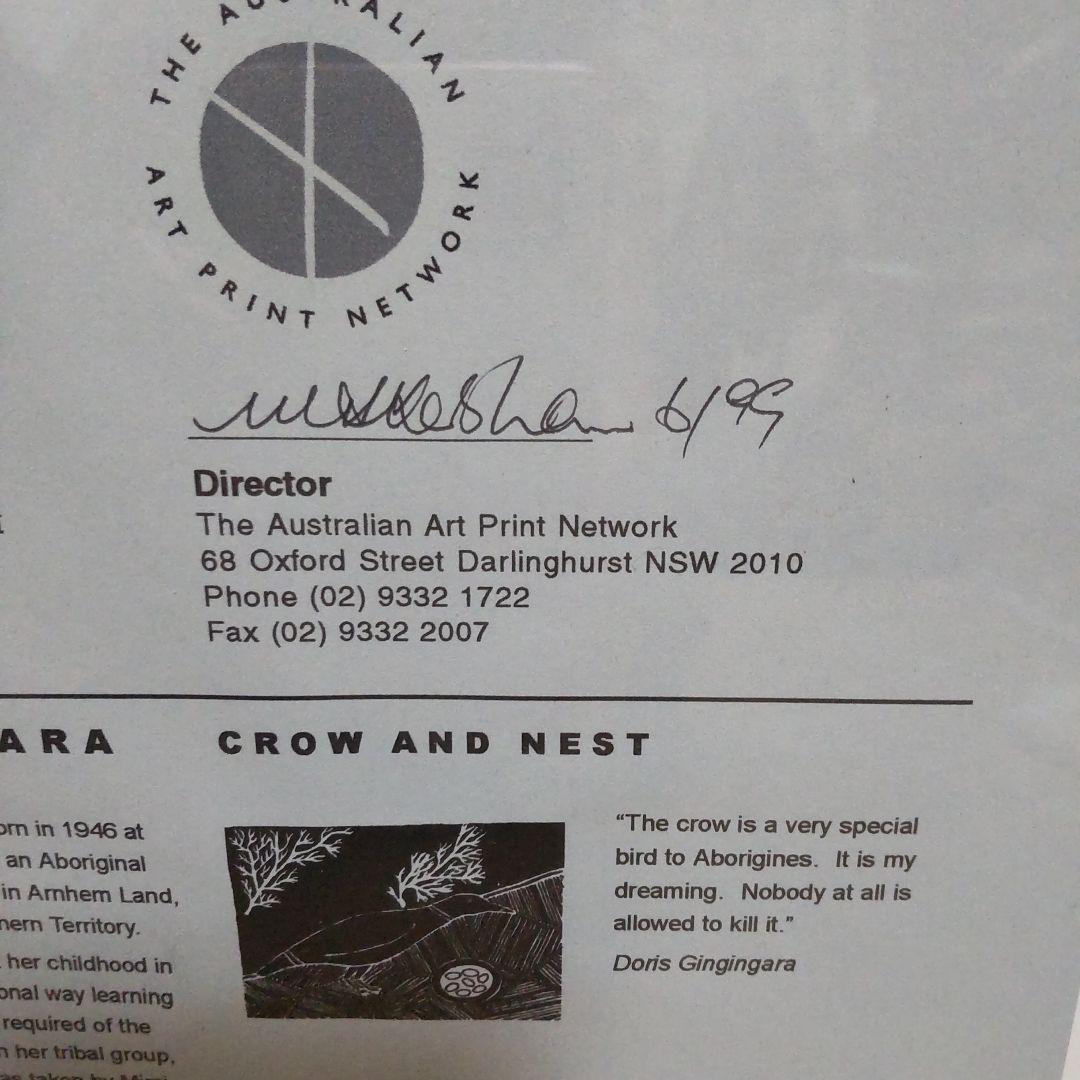 THE AUSTRALIAN
ART PRINT NETWORK
6/99
Director
The Australian Art Print Network
68 Oxford Street Darlinghurst NSW 2010
Phone (02) 9332 1722
Fax (02) 9332 2007
ARA
CROW AND NEST
orn in 1946 at
an Aboriginal
in Arnhem Land,
hern Territory.
her childhood in
onal way learning
required of the
n her tribal group,
“The crow is a very special
bird to Aborigines. It is my
dreaming. Nobody at all is
allowed to kill it.”
Doris Gingingara